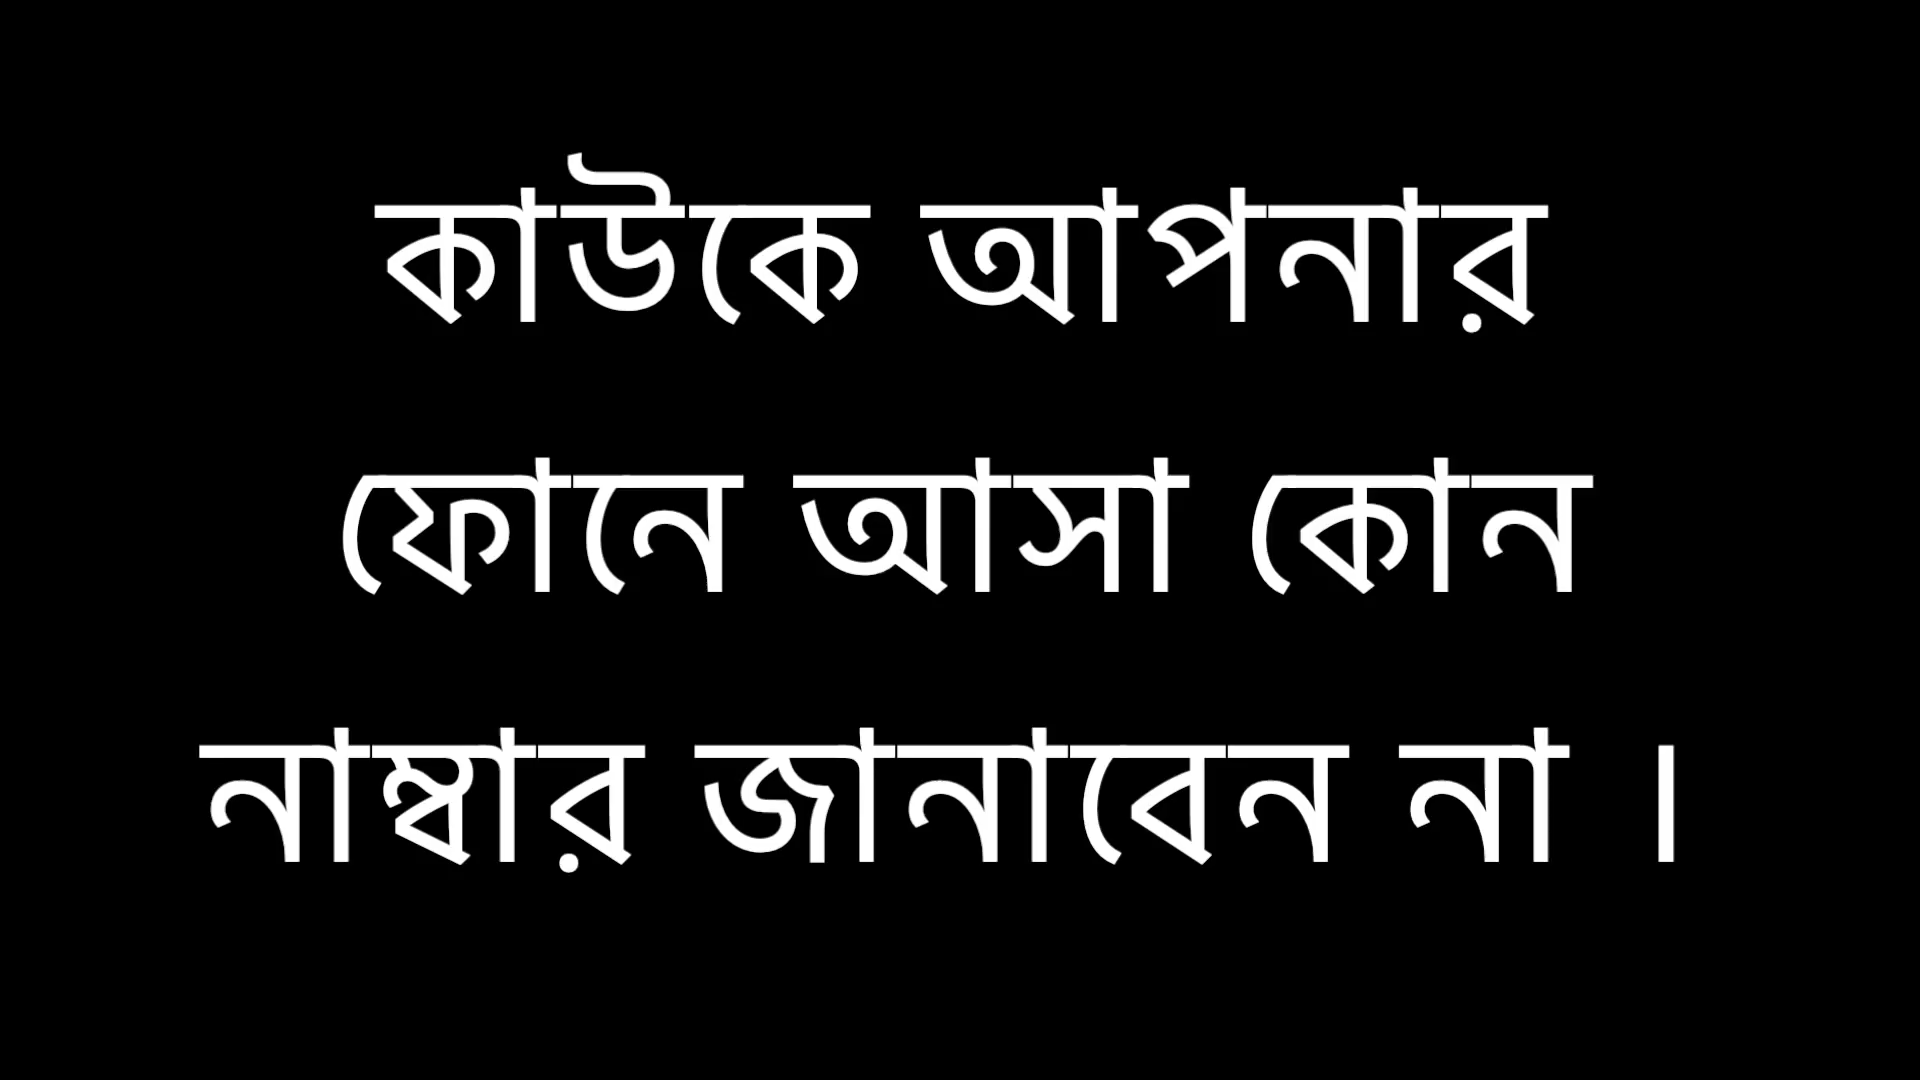 কাউকে আপনার
ফোনে আসা কোন
নাম্বার জানাবেন না ।